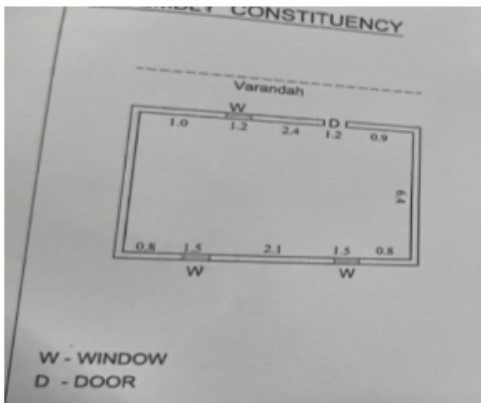 CONSTITUENCY
Varandah
W D
1.0 1.2 2.4 1.2 0.9
6.4
0.8 1.5 2.1 1.5 0.8
W W
W - WINDOW
D - DOOR